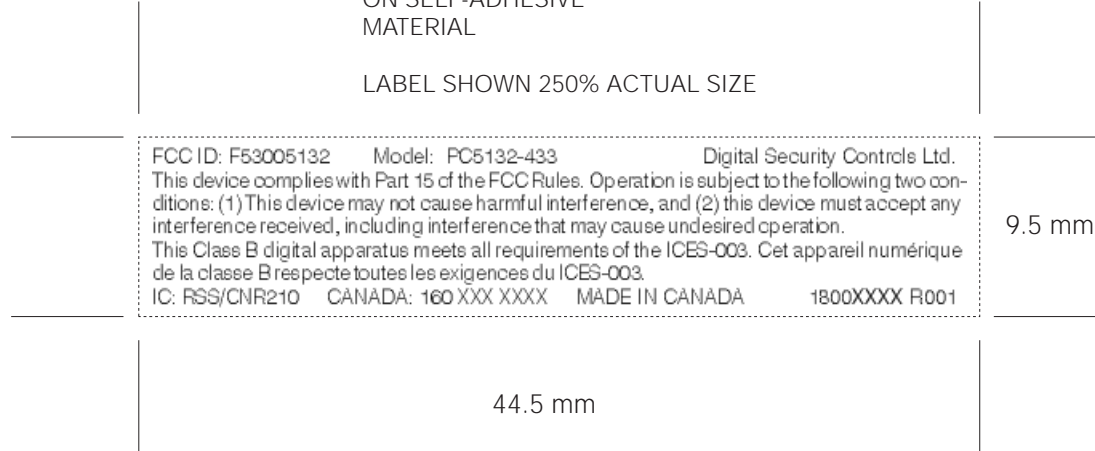 ON SELF-ADHESIVE
MATERIAL
LABEL SHOWN 250% ACTUAL SIZE
FCC ID: F53005132 Model: PC5132-433 Digital Security Controls Ltd.
This device complies with Part 15 of the FCC Rules. Operation is subject to the following two con-
ditions: (1) This device may not cause harmful interference, and (2) this device must accept any
interference received, including interference that may cause undesired operation.
This Class B digital apparatus meets all requirements of the ICES-003. Cet appareil numérique
de la classe B respecte toutes les exigences du ICES-003.
IC: RSS/CNR210 CANADA: 160 XXX XXXX MADE IN CANADA 1800XXXX R001
9.5 mm
44.5 mm